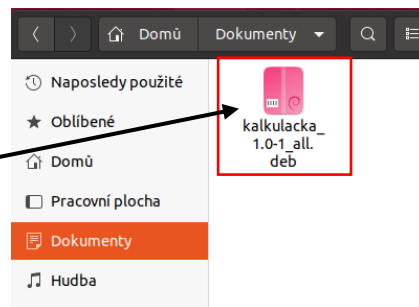 Domů Dokumenty
Naposledy použité
Oblíbené
Domů
Pracovní plocha
Dokumenty
Hudba
kalkulacka_
1.0-1_all.
deb